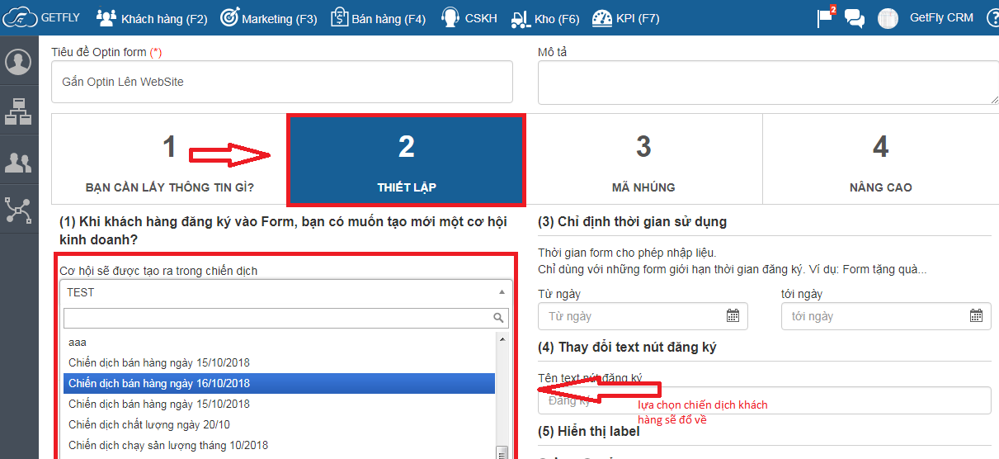 GETFLY
Khách hàng (F2)
Marketing (F3)
Bán hàng (F4)
CSKH
Kho (F6)
KPI (F7)
2
GetFly CRM
?
Tiêu đề Optin form (*)
Mô tả
Gắn Optin Lên WebSite
1
BẠN CẦN LẤY THÔNG TIN GÌ?
2
THIẾT LẬP
3
MÃ NHÚNG
4
NÂNG CAO
(1) Khi khách hàng đăng ký vào Form, bạn có muốn tạo mới một cơ hội
kinh doanh?
Cơ hội sẽ được tạo ra trong chiến dịch
TEST
aaa
Chiến dịch bán hàng ngày 15/10/2018
Chiến dịch bán hàng ngày 16/10/2018
Chiến dịch bán hàng ngày 15/10/2018
Chiến dịch chất lượng ngày 20/10
Chiến dịch chạy sản lượng tháng 10/2018
(3) Chỉ định thời gian sử dụng
Thời gian form cho phép nhập liệu.
Chỉ dùng với những form giới hạn thời gian đăng ký. Ví dụ: Form tặng quà...
Từ ngày
tới ngày
Từ ngày
tới ngày
(4) Thay đổi text nút đăng ký
Tên text nút đăng ký
Đăng ký
lựa chọn chiến dịch khách
hàng sẽ đổ về
(5) Hiển thị label